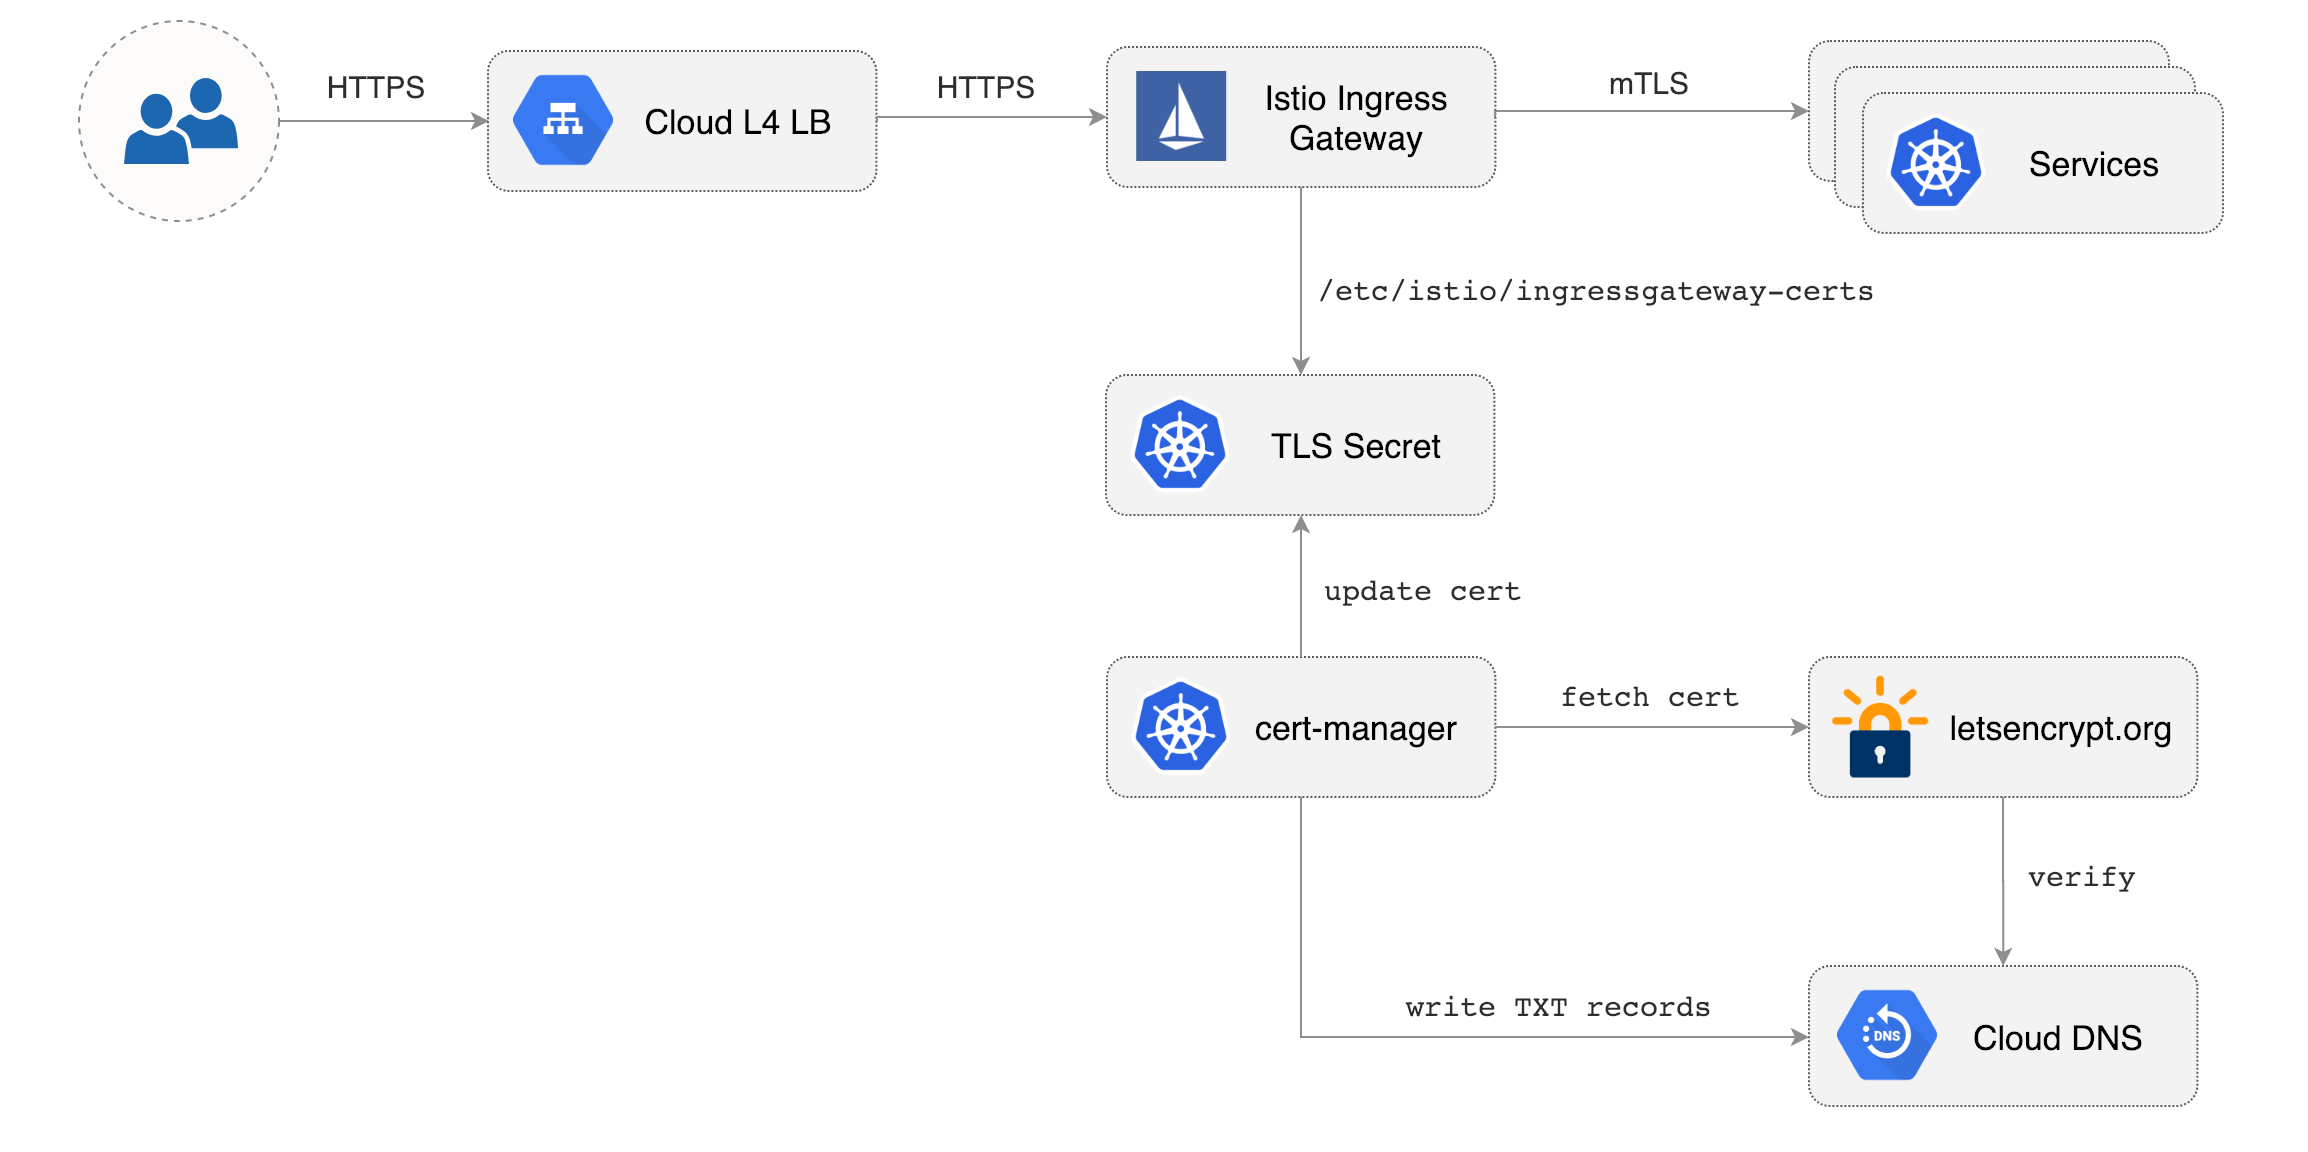 HTTPS
Cloud L4 LB
HTTPS
Istio Ingress
Gateway
mTLS
Services
/etc/istio/ingressgateway-certs
TLS Secret
update cert
cert-manager
fetch cert
letsencrypt.org
verify
write TXT records
DNS
Cloud DNS